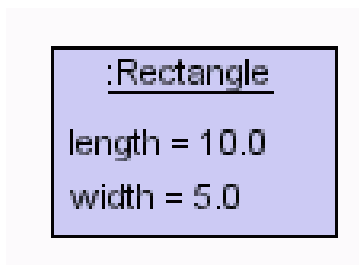 :Rectangle
length = 10.0
width = 5.0